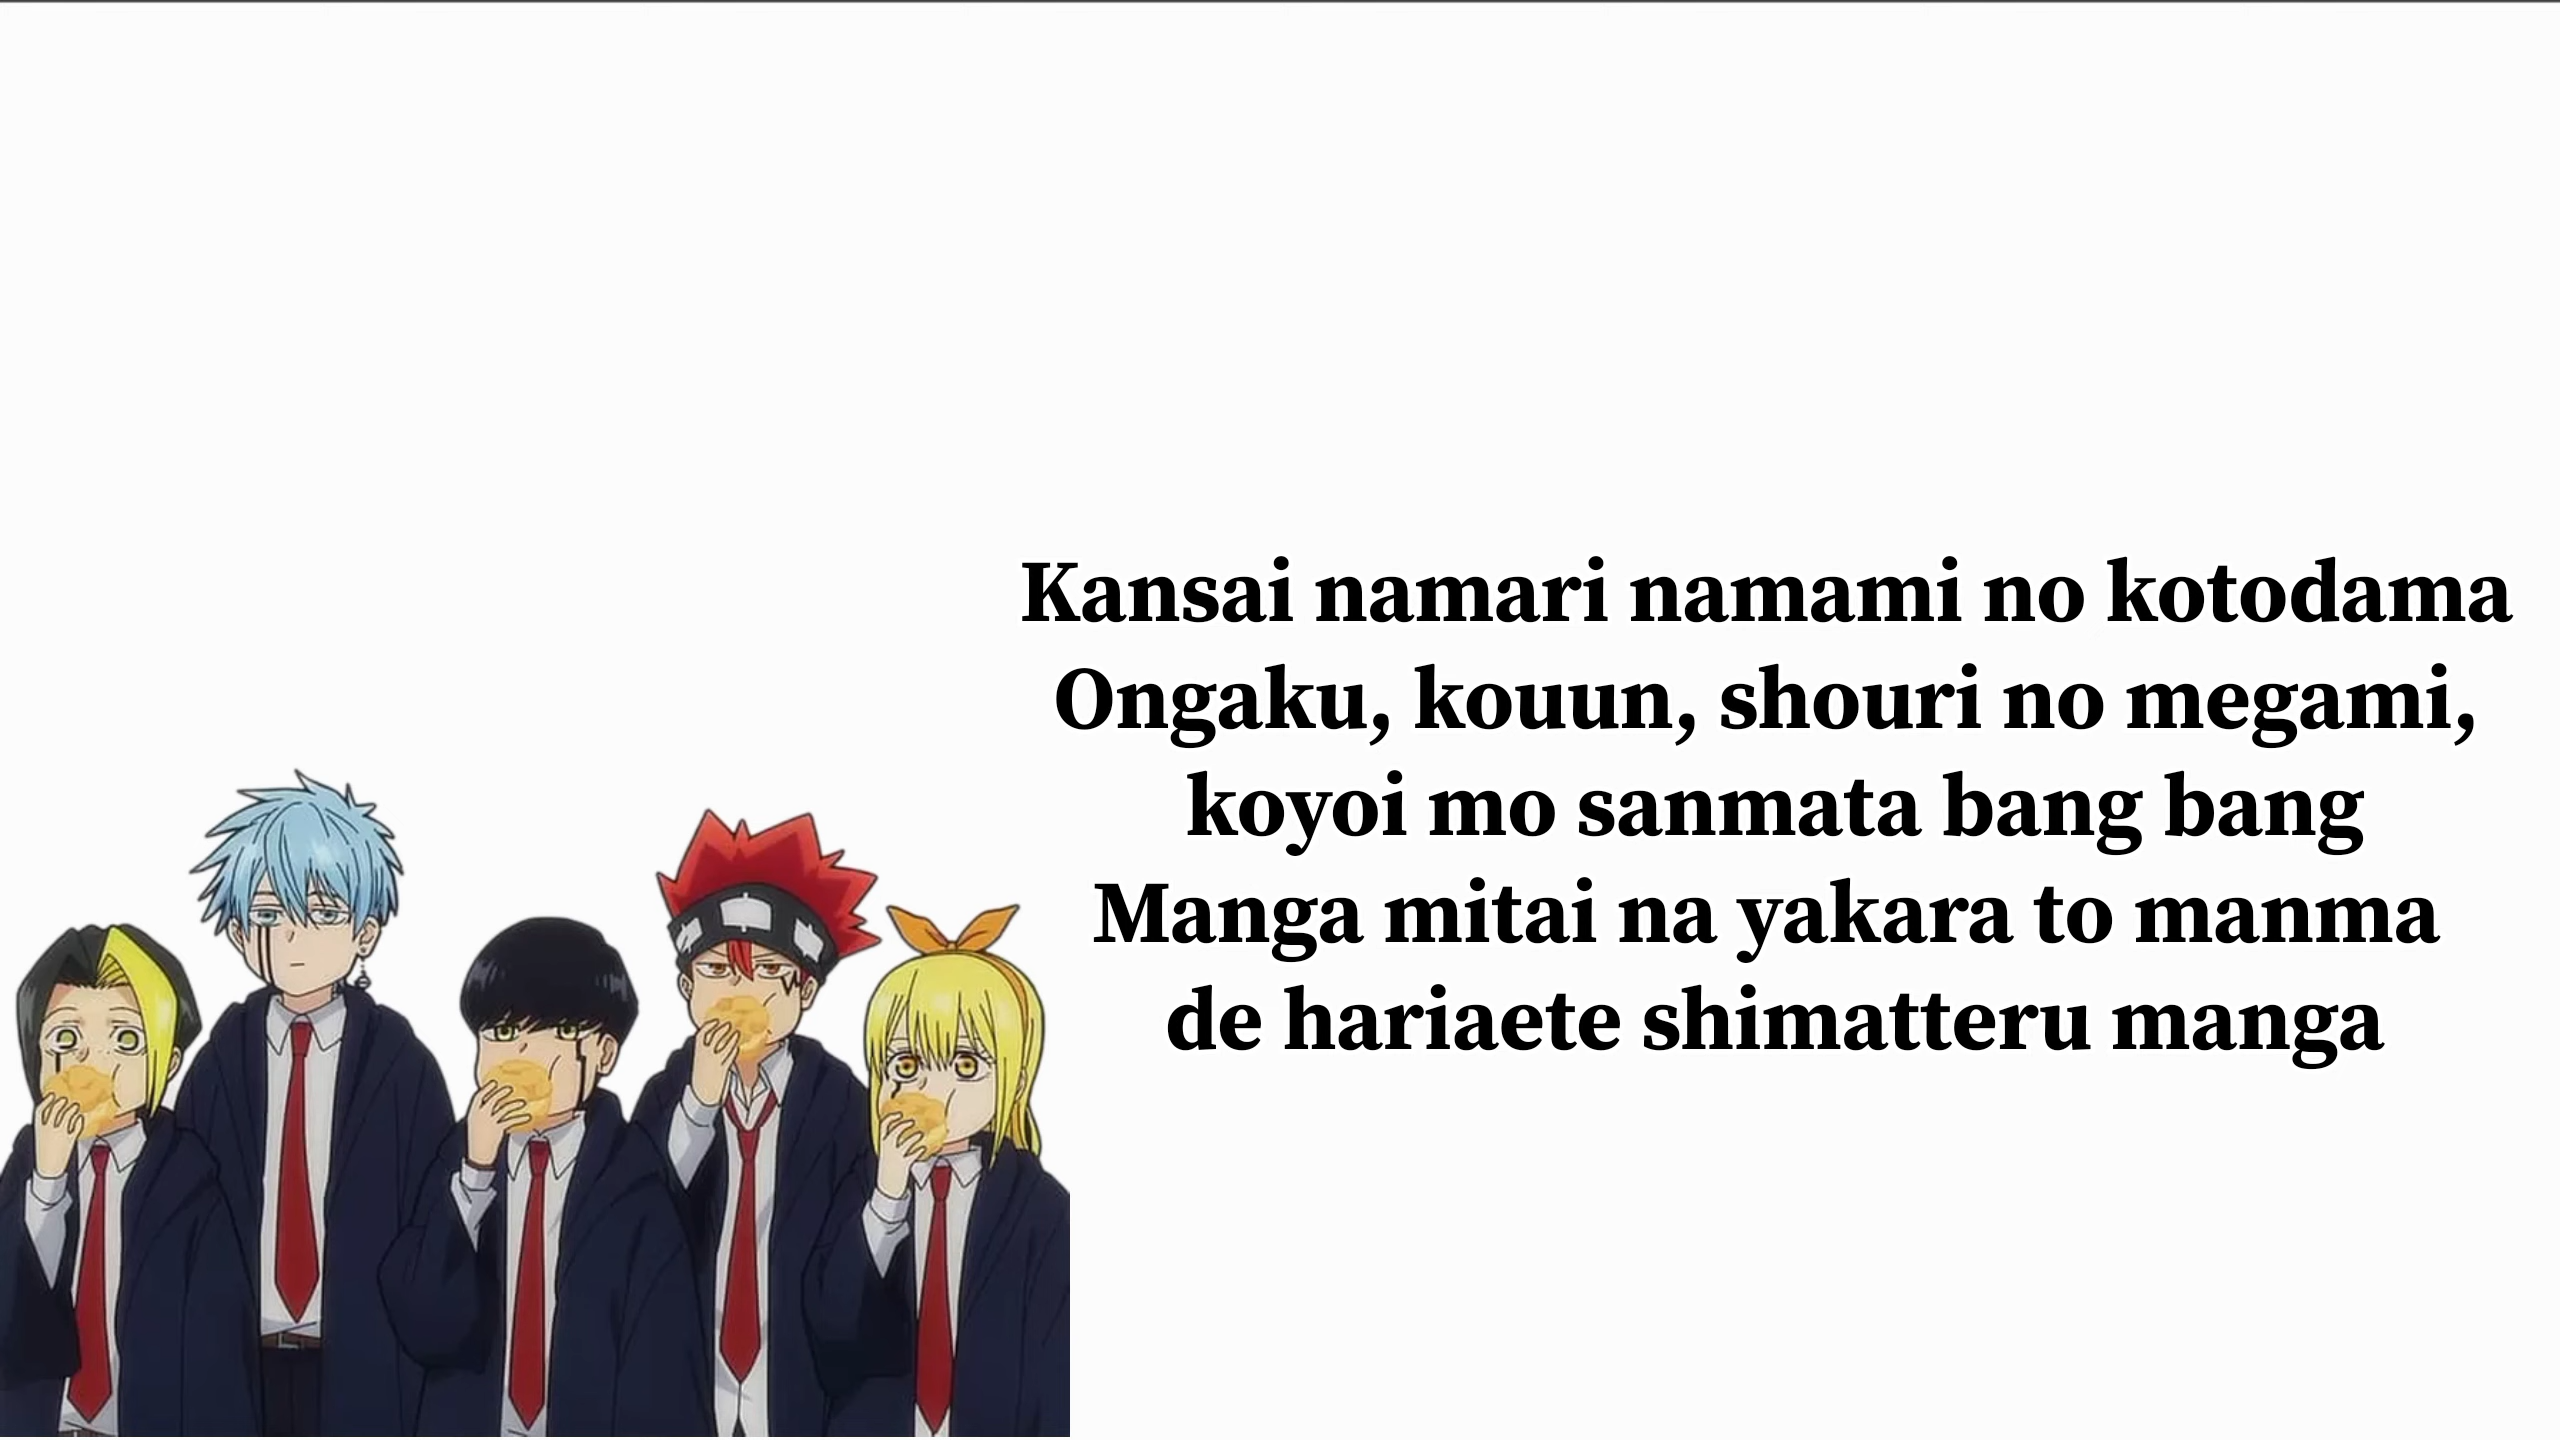 Kansai namari namami no kotodama
Ongaku, kouun, shouri no megami,
koyoi mo sanmata bang bang
Manga mitai na yakara to manma
de hariaete shimatteru manga